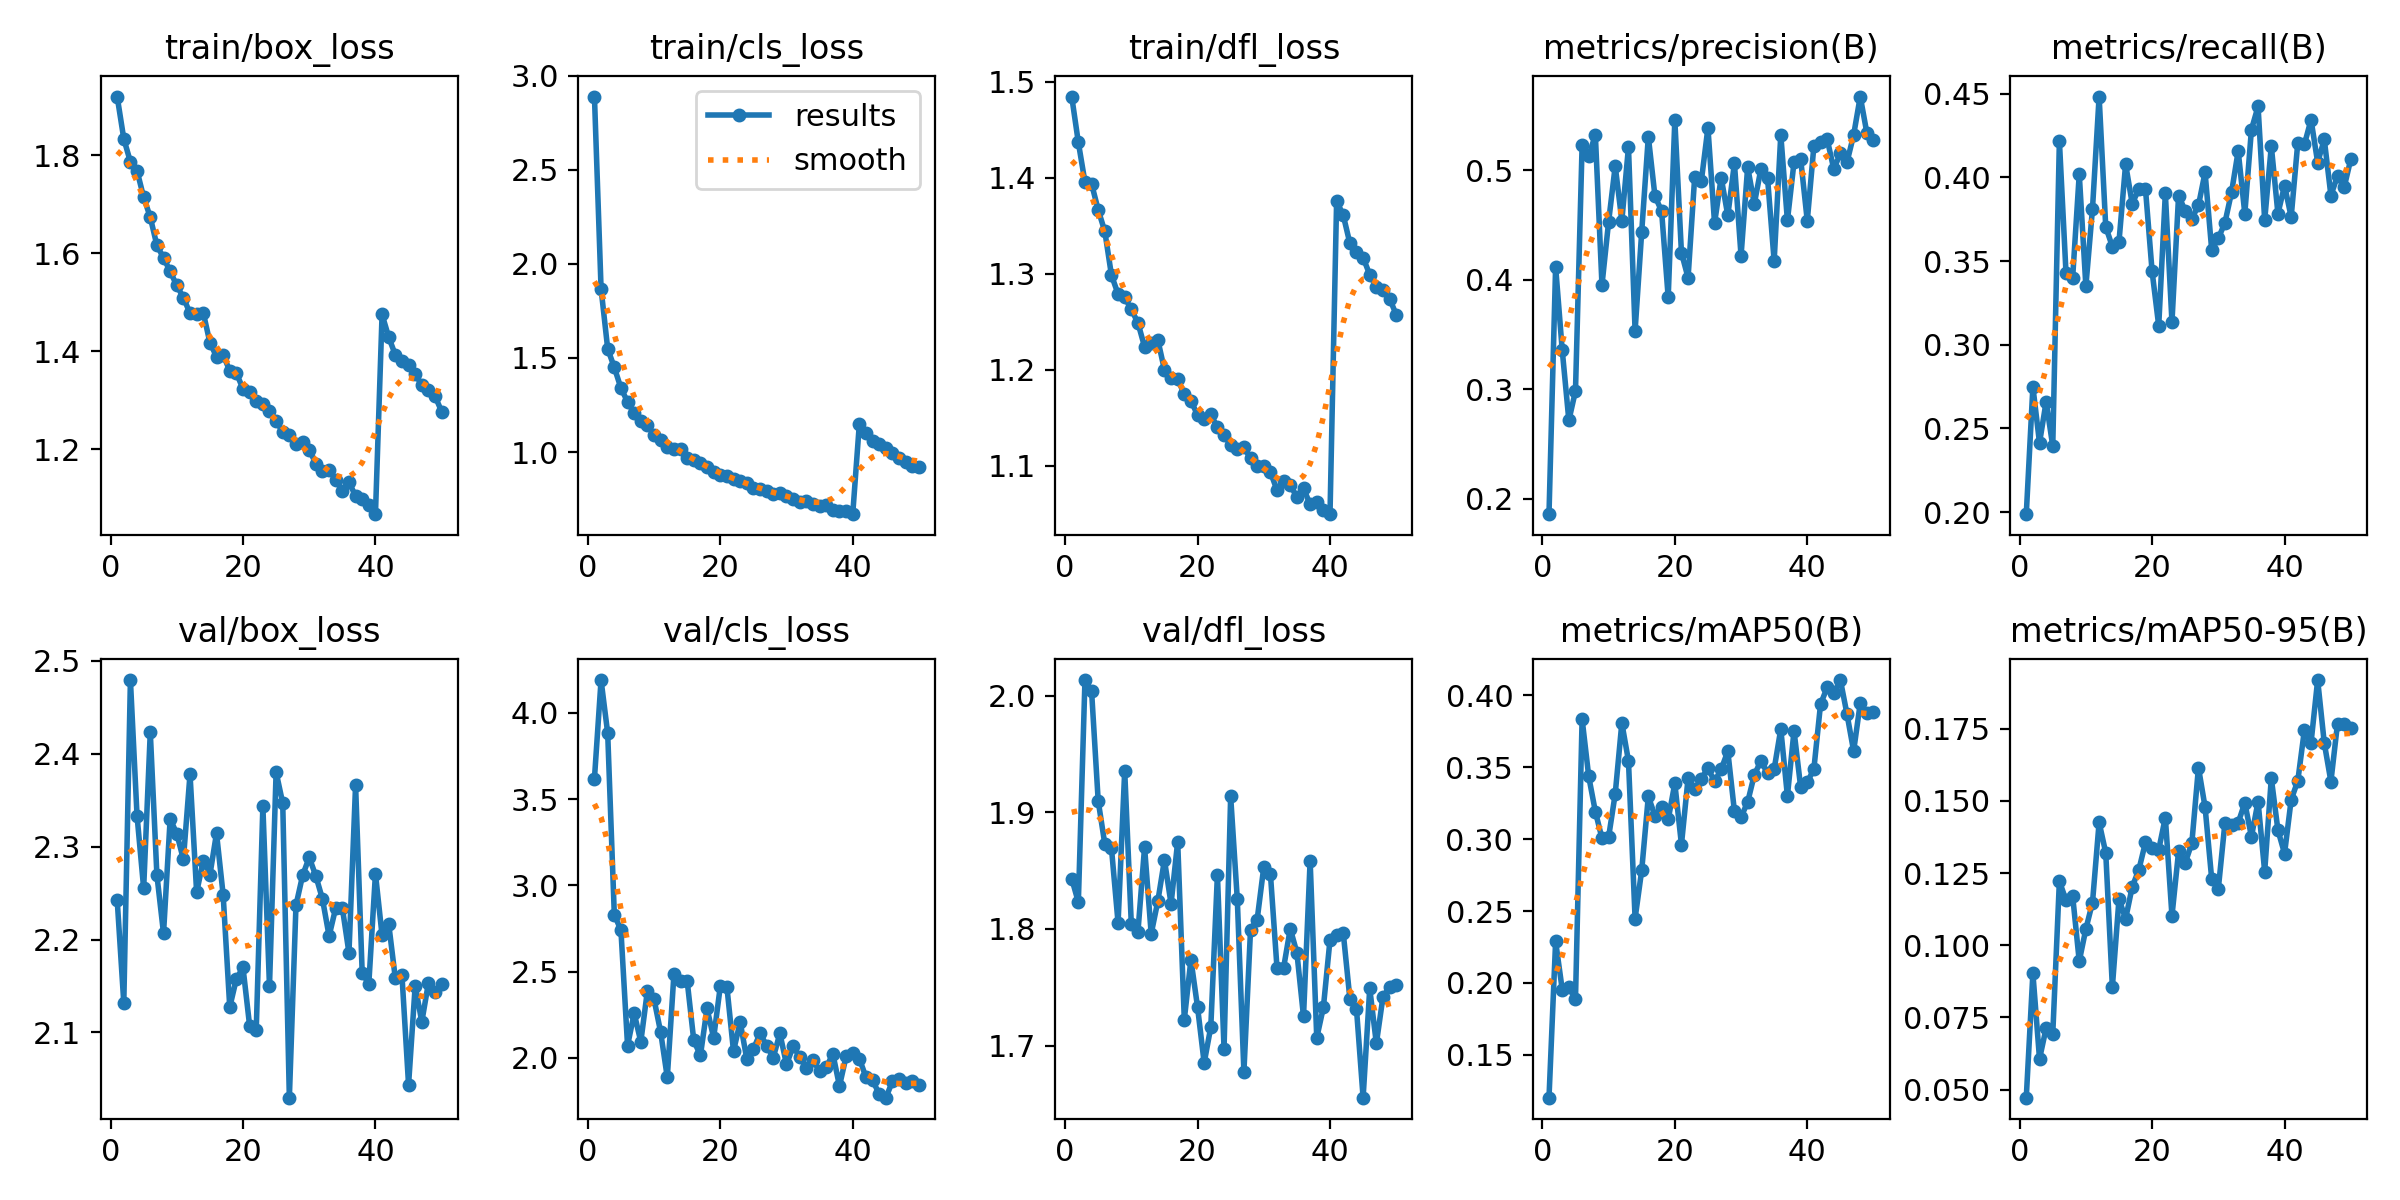 train/box_loss
1.8
1.6
1.4
1.2
0 20 40
train/cls_loss
results
smooth
3.0
2.5
2.0
1.5
1.0
0 20 40
train/dfl_loss
1.5
1.4
1.3
1.2
1.1
0 20 40
metrics/precision(B)
0.5
0.4
0.3
0.2
0 20 40
metrics/recall(B)
0.45
0.40
0.35
0.30
0.25
0.20
0 20 40
val/box_loss
2.5
2.4
2.3
2.2
2.1
0 20 40
val/cls_loss
4.0
3.5
3.0
2.5
2.0
0 20 40
val/dfl_loss
2.0
1.9
1.8
1.7
0 20 40
metrics/mAP50(B)
0.40
0.35
0.30
0.25
0.20
0.15
0 20 40
metrics/mAP50-95(B)
0.175
0.150
0.125
0.100
0.075
0.050
0 20 40